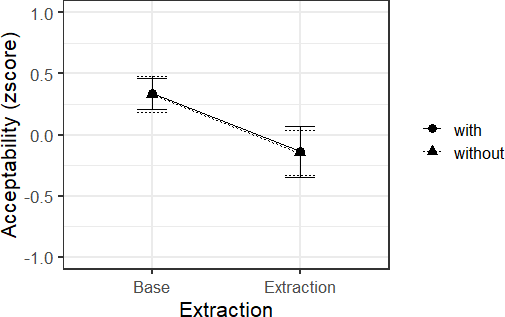 Acceptability (zscore)
1.0
0.5
0.0
-0.5
-1.0
Base
Extraction
Extraction
with
without